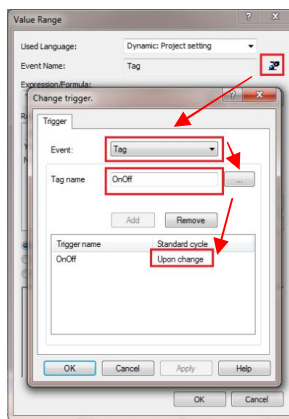 Value Range
Used Language: Dynamic: Project setting
Event Name: Tag
Expression/Formula:
Change trigger.
Trigger
Event: Tag
Tag name OnOff ...
Add Remove
Trigger name Standard cycle
OnOff Upon change
OK Cancel Apply Help
OK Cancel